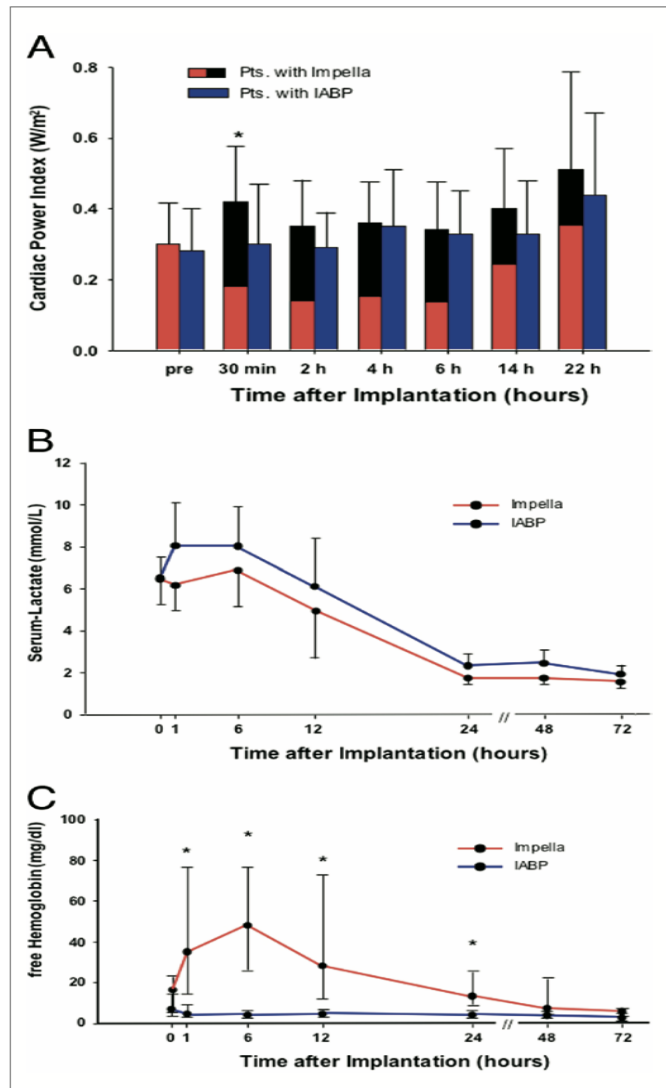 A
0.8
Pts. with Impella
Pts. with IABP
*
0.6
0.4
0.2
0.0
Cardiac Power Index (W/m²)
pre 30 min 2 h 4 h 6 h 14 h 22 h
Time after Implantation (hours)
B
12
10
8
6
4
2
0
Serum-Lactate (mmol/L)
Impella
IABP
0 1 6 12 24 // 48 72
Time after Implantation (hours)
C
100
80
60
40
20
0
free Hemoglobin (mg/dl)
* * * *
Impella
IABP
0 1 6 12 24 // 48 72
Time after Implantation (hours)